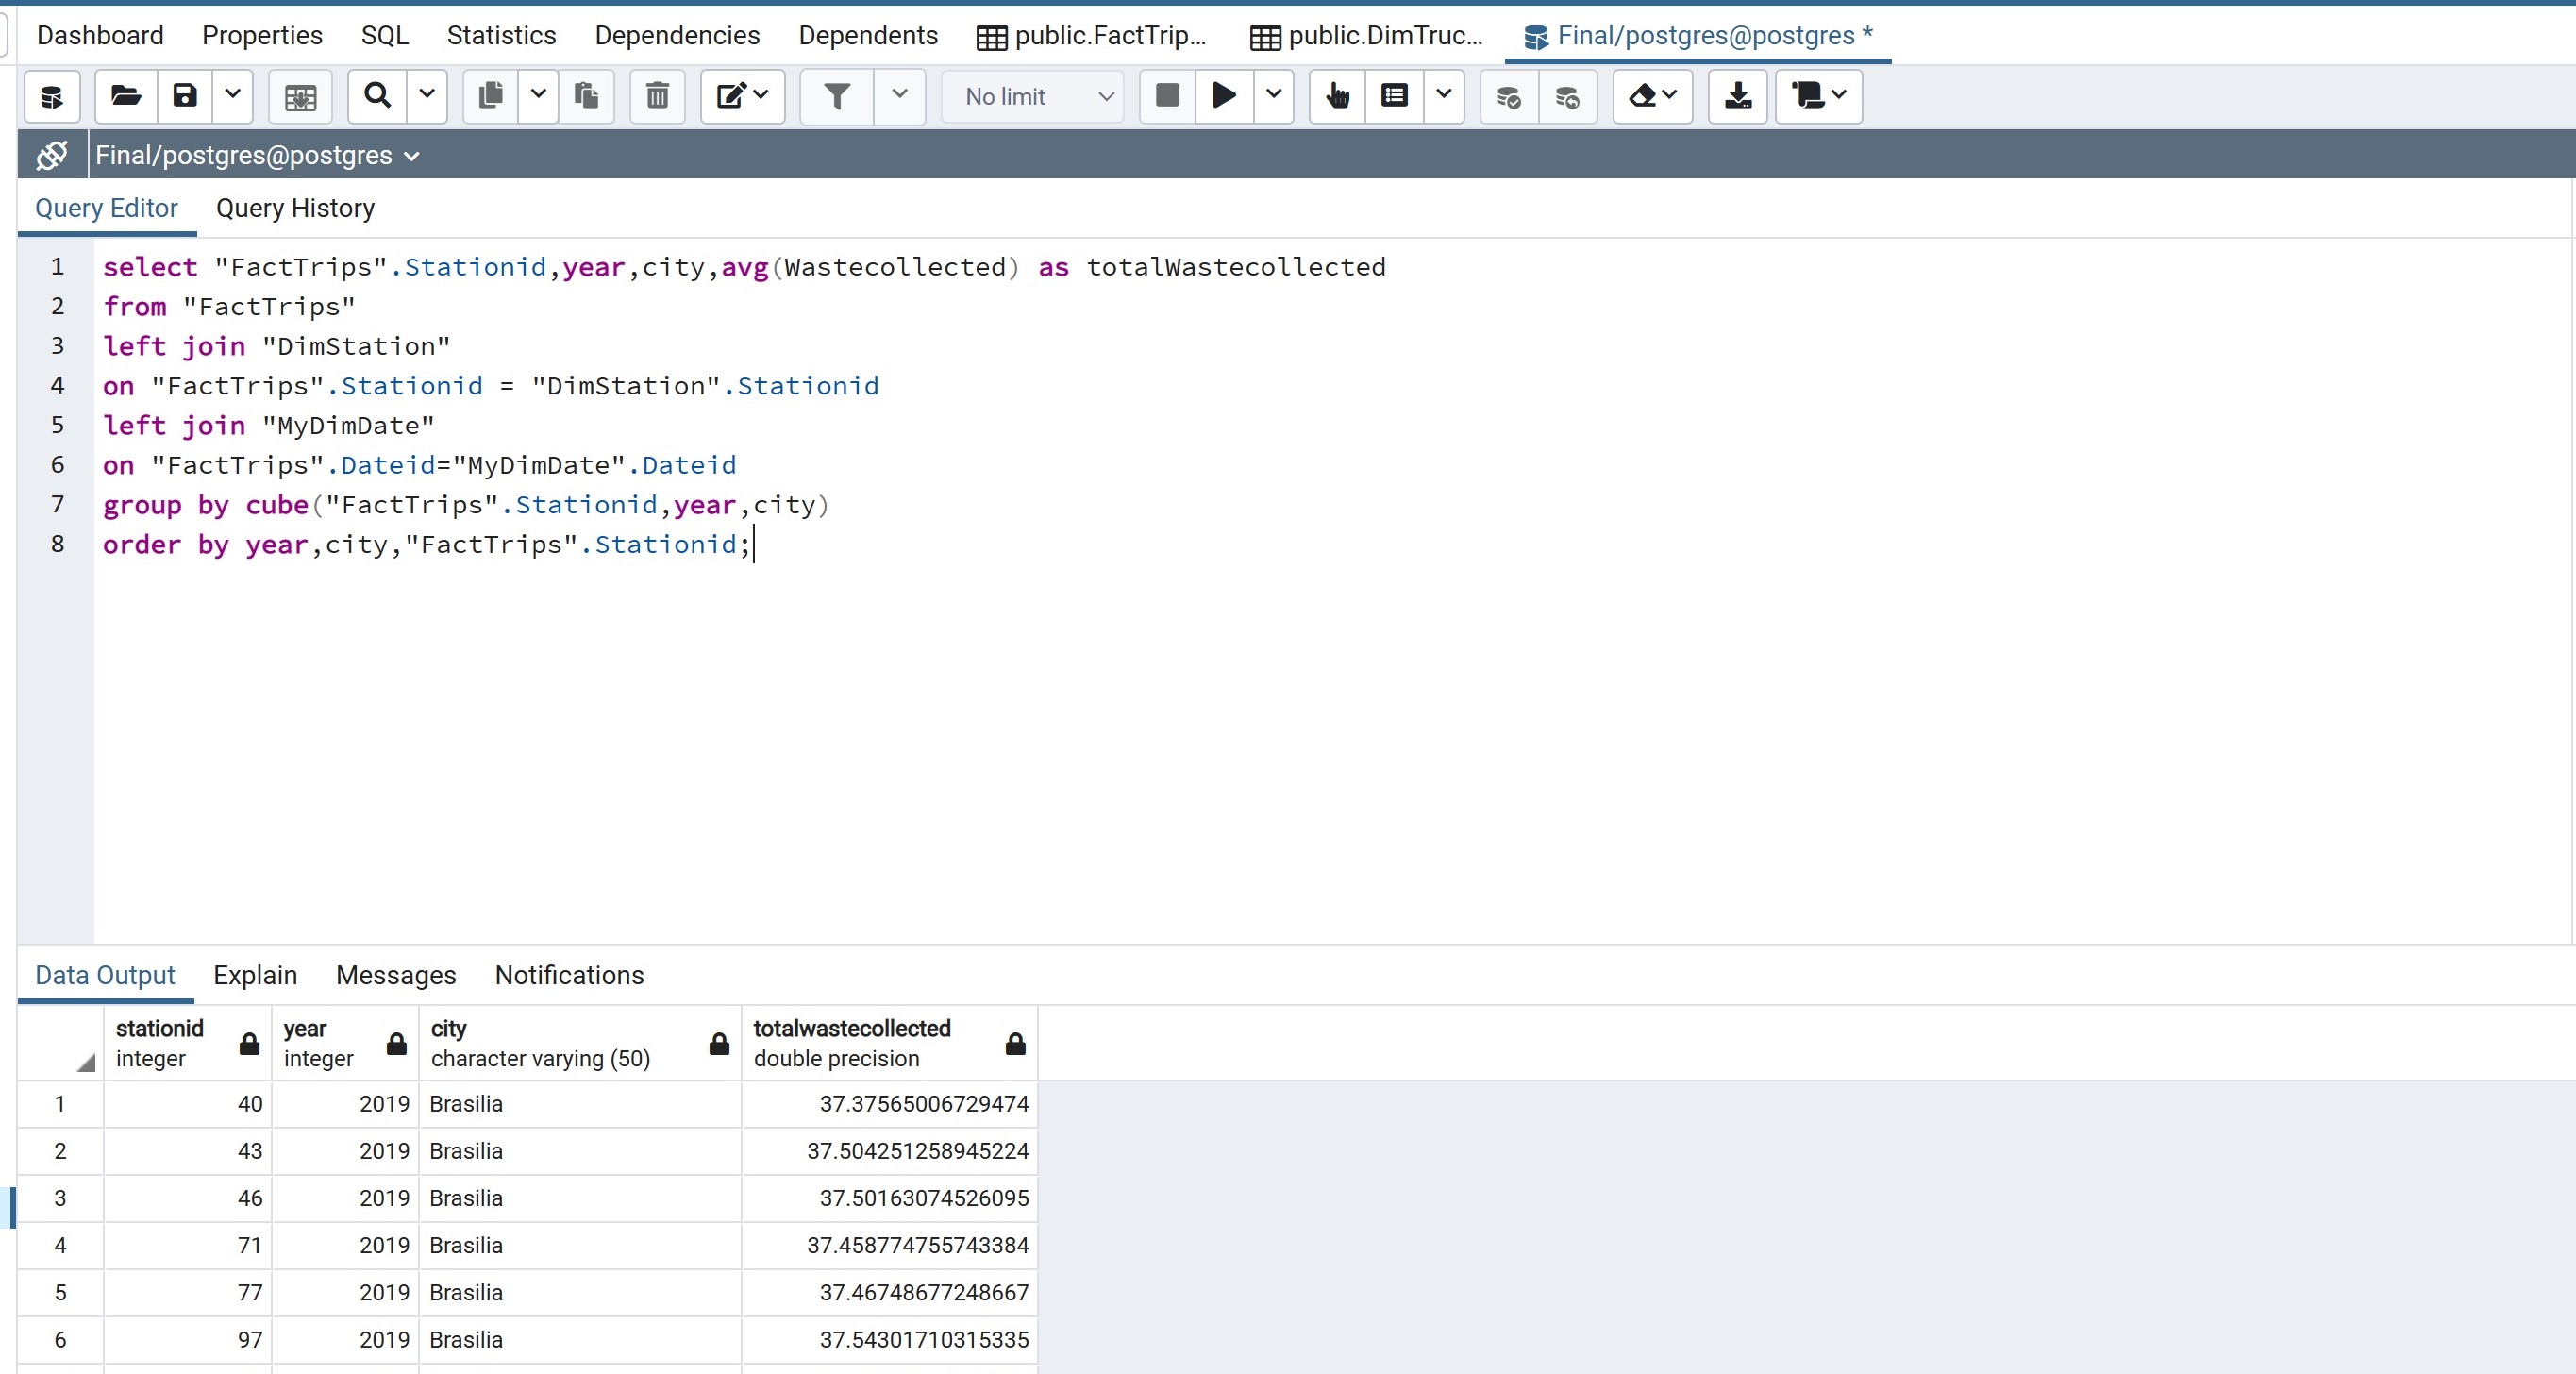 Dashboard Properties SQL Statistics Dependencies Dependents public.FactTrip... public.DimTruc... Final/postgres@postgres *
No limit
Final/postgres@postgres
Query Editor Query History
1 select "FactTrips".Stationid,year,city,avg(Wastecollected) as totalWastecollected
2 from "FactTrips"
3 left join "DimStation"
4 on "FactTrips".Stationid = "DimStation".Stationid
5 left join "MyDimDate"
6 on "FactTrips".Dateid="MyDimDate".Dateid
7 group by cube("FactTrips".Stationid,year,city)
8 order by year,city,"FactTrips".Stationid;
Data Output Explain Messages Notifications
stationid year city totalwastecollected
integer integer character varying (50) double precision
1 40 2019 Brasilia 37.37565006729474
2 43 2019 Brasilia 37.504251258945224
3 46 2019 Brasilia 37.50163074526095
4 71 2019 Brasilia 37.458774755743384
5 77 2019 Brasilia 37.46748677248667
6 97 2019 Brasilia 37.54301710315335